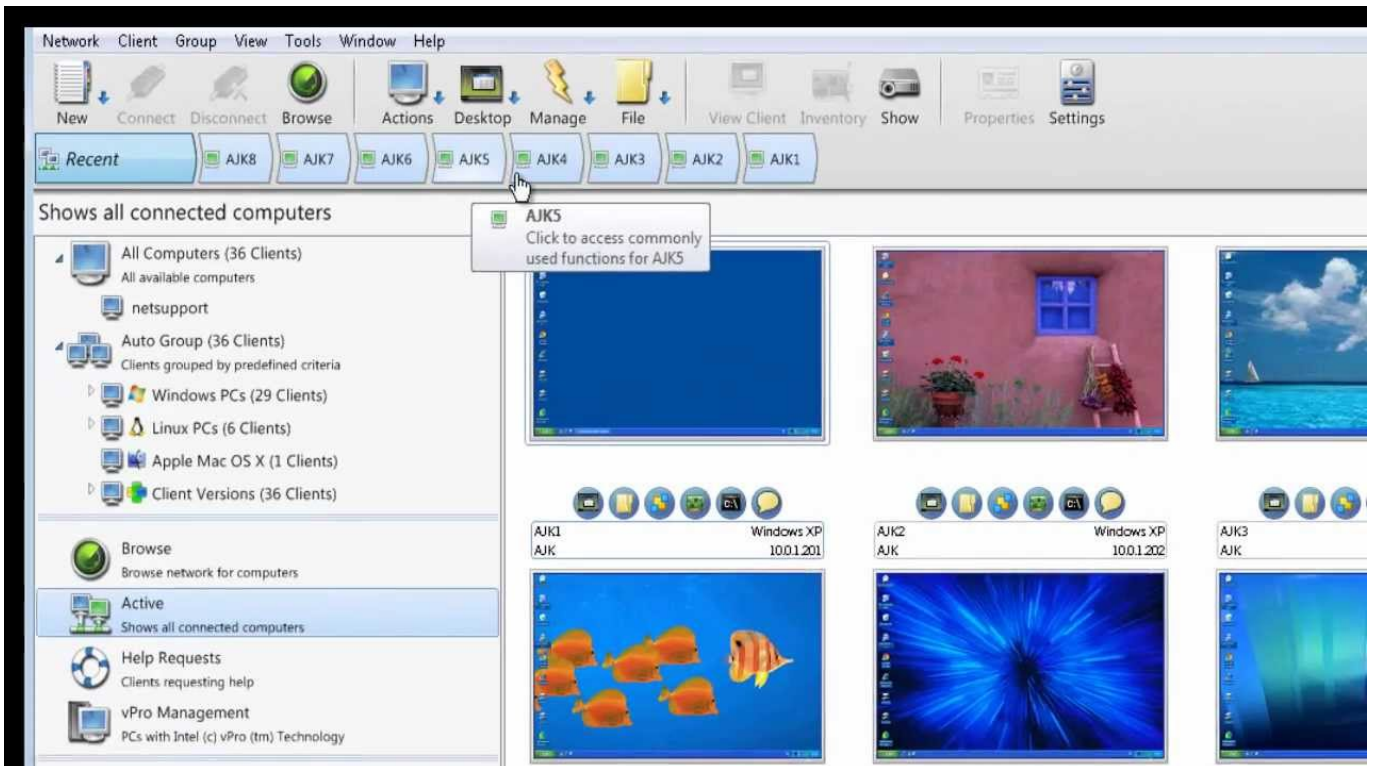 Network Client Group View Tools Window Help
New Connect Disconnect Browse Actions Desktop Manage File View Client Inventory Show Properties Settings
Recent AJK8 AJK7 AJK6 AJK5 AJK4 AJK3 AJK2 AJK1
Shows all connected computers
AJK5
Click to access commonly
used functions for AJK5
All Computers (36 Clients)
All available computers
netsupport
Auto Group (36 Clients)
Clients grouped by predefined criteria
Windows PCs (29 Clients)
Linux PCs (6 Clients)
Apple Mac OS X (1 Clients)
Client Versions (36 Clients)
Browse
Browse network for computers
Active
Shows all connected computers
Help Requests
Clients requesting help
vPro Management
PCs with Intel (c) vPro (tm) Technology
C:\ C:\
AJK1 Windows XP AJK2 Windows XP AJK3
AJK 10.0.1.201 AJK 10.0.1.202 AJK